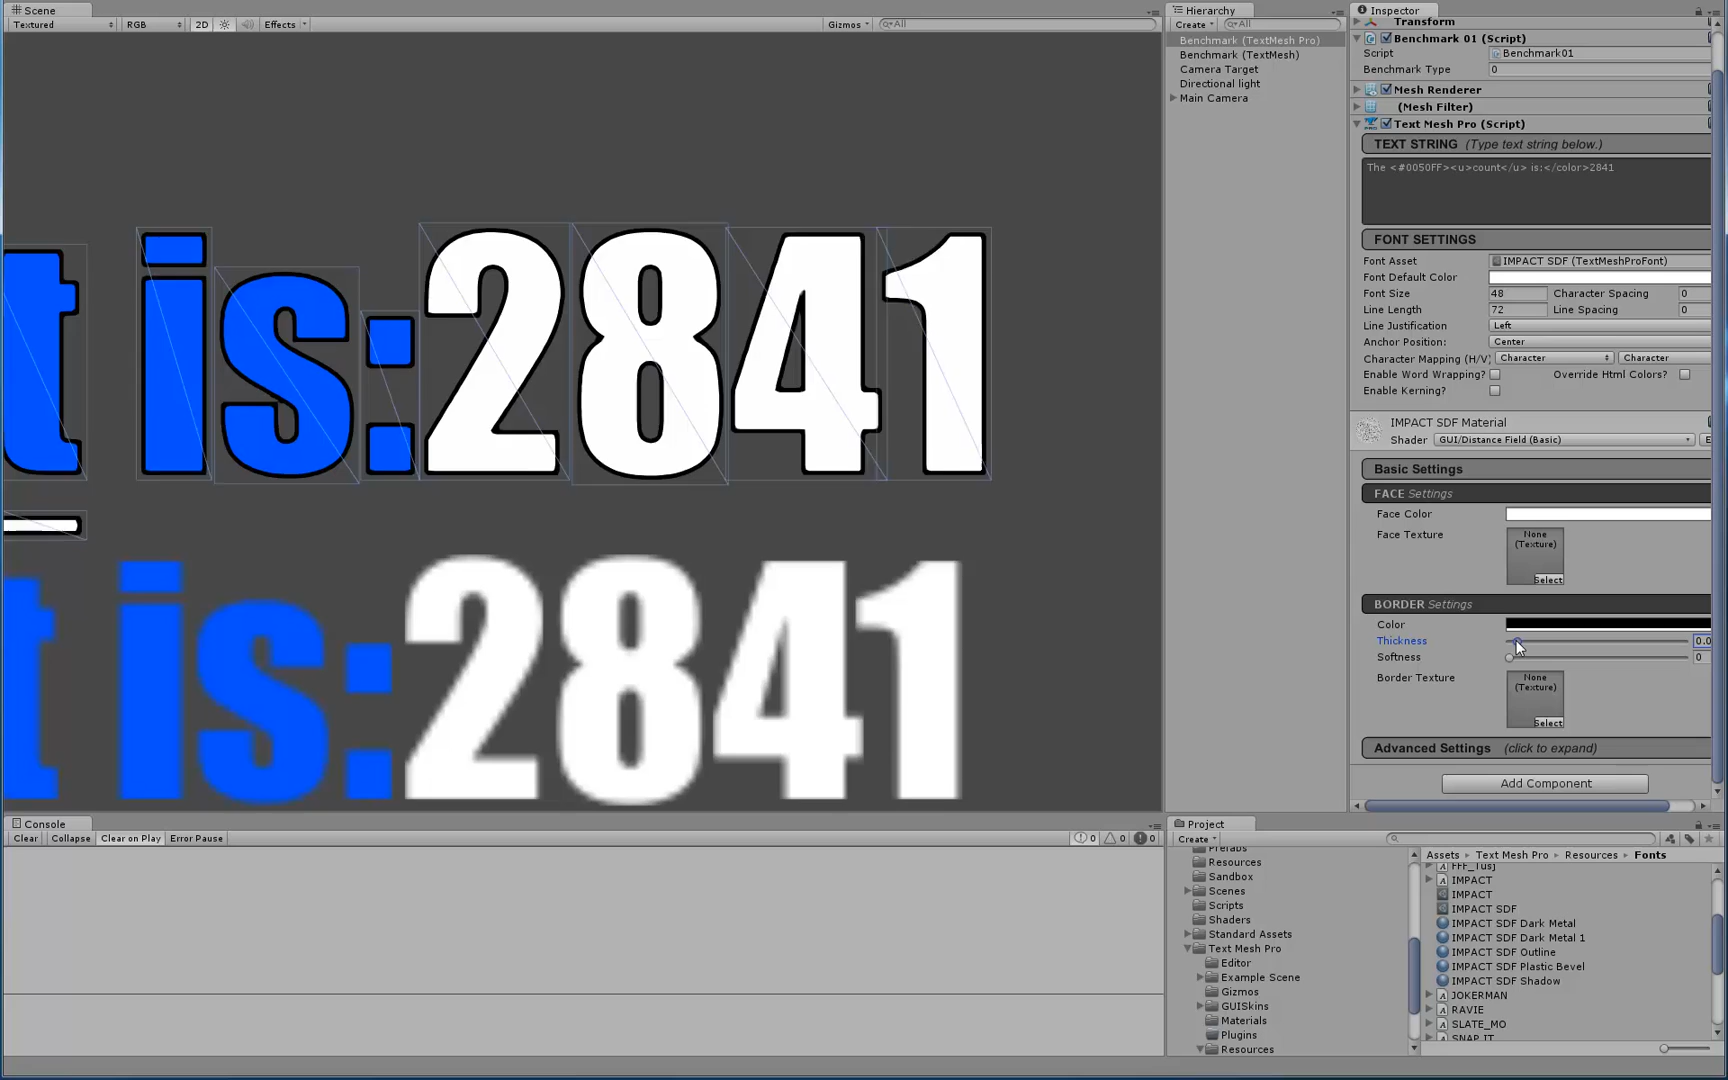 Scene
Textured RGB 2D Effects Gizmos All
t is:2841
t is:2841
Console
Clear Collapse Clear on Play Error Pause 0 0 0
Hierarchy
Create All
Benchmark (TextMesh Pro)
Benchmark (TextMesh)
Camera Target
Directional light
Main Camera
Inspector
Transform
Benchmark 01 (Script)
Script Benchmark01
Benchmark Type 0
Mesh Renderer
(Mesh Filter)
Text Mesh Pro (Script)
TEXT STRING (Type text string below.)
The <#0050FF><u>count</u> is:</color>2841
FONT SETTINGS
Font Asset IMPACT SDF (TextMeshProFont)
Font Default Color
Font Size 48 Character Spacing 0
Line Length 72 Line Spacing 0
Line Justification Left
Anchor Position: Center
Character Mapping (H/V) Character Character
Enable Word Wrapping? Override Html Colors?
Enable Kerning?
IMPACT SDF Material
Shader GUI/Distance Field (Basic) E
Basic Settings
FACE Settings
Face Color
Face Texture None
(Texture)
Select
BORDER Settings
Color
Thickness 0.0
Softness 0
Border Texture None
(Texture)
Select
Advanced Settings (click to expand)
Add Component
Project
Create
Prefabs
Resources
Sandbox
Scenes
Scripts
Shaders
Standard Assets
Text Mesh Pro
Editor
Example Scene
Gizmos
GUISkins
Materials
Plugins
Resources
Assets Text Mesh Pro Resources Fonts
FFF_Tusj
IMPACT
IMPACT
IMPACT SDF
IMPACT SDF Dark Metal
IMPACT SDF Dark Metal 1
IMPACT SDF Outline
IMPACT SDF Plastic Bevel
IMPACT SDF Shadow
JOKERMAN
RAVIE
SLATE_MO
SNAP IT